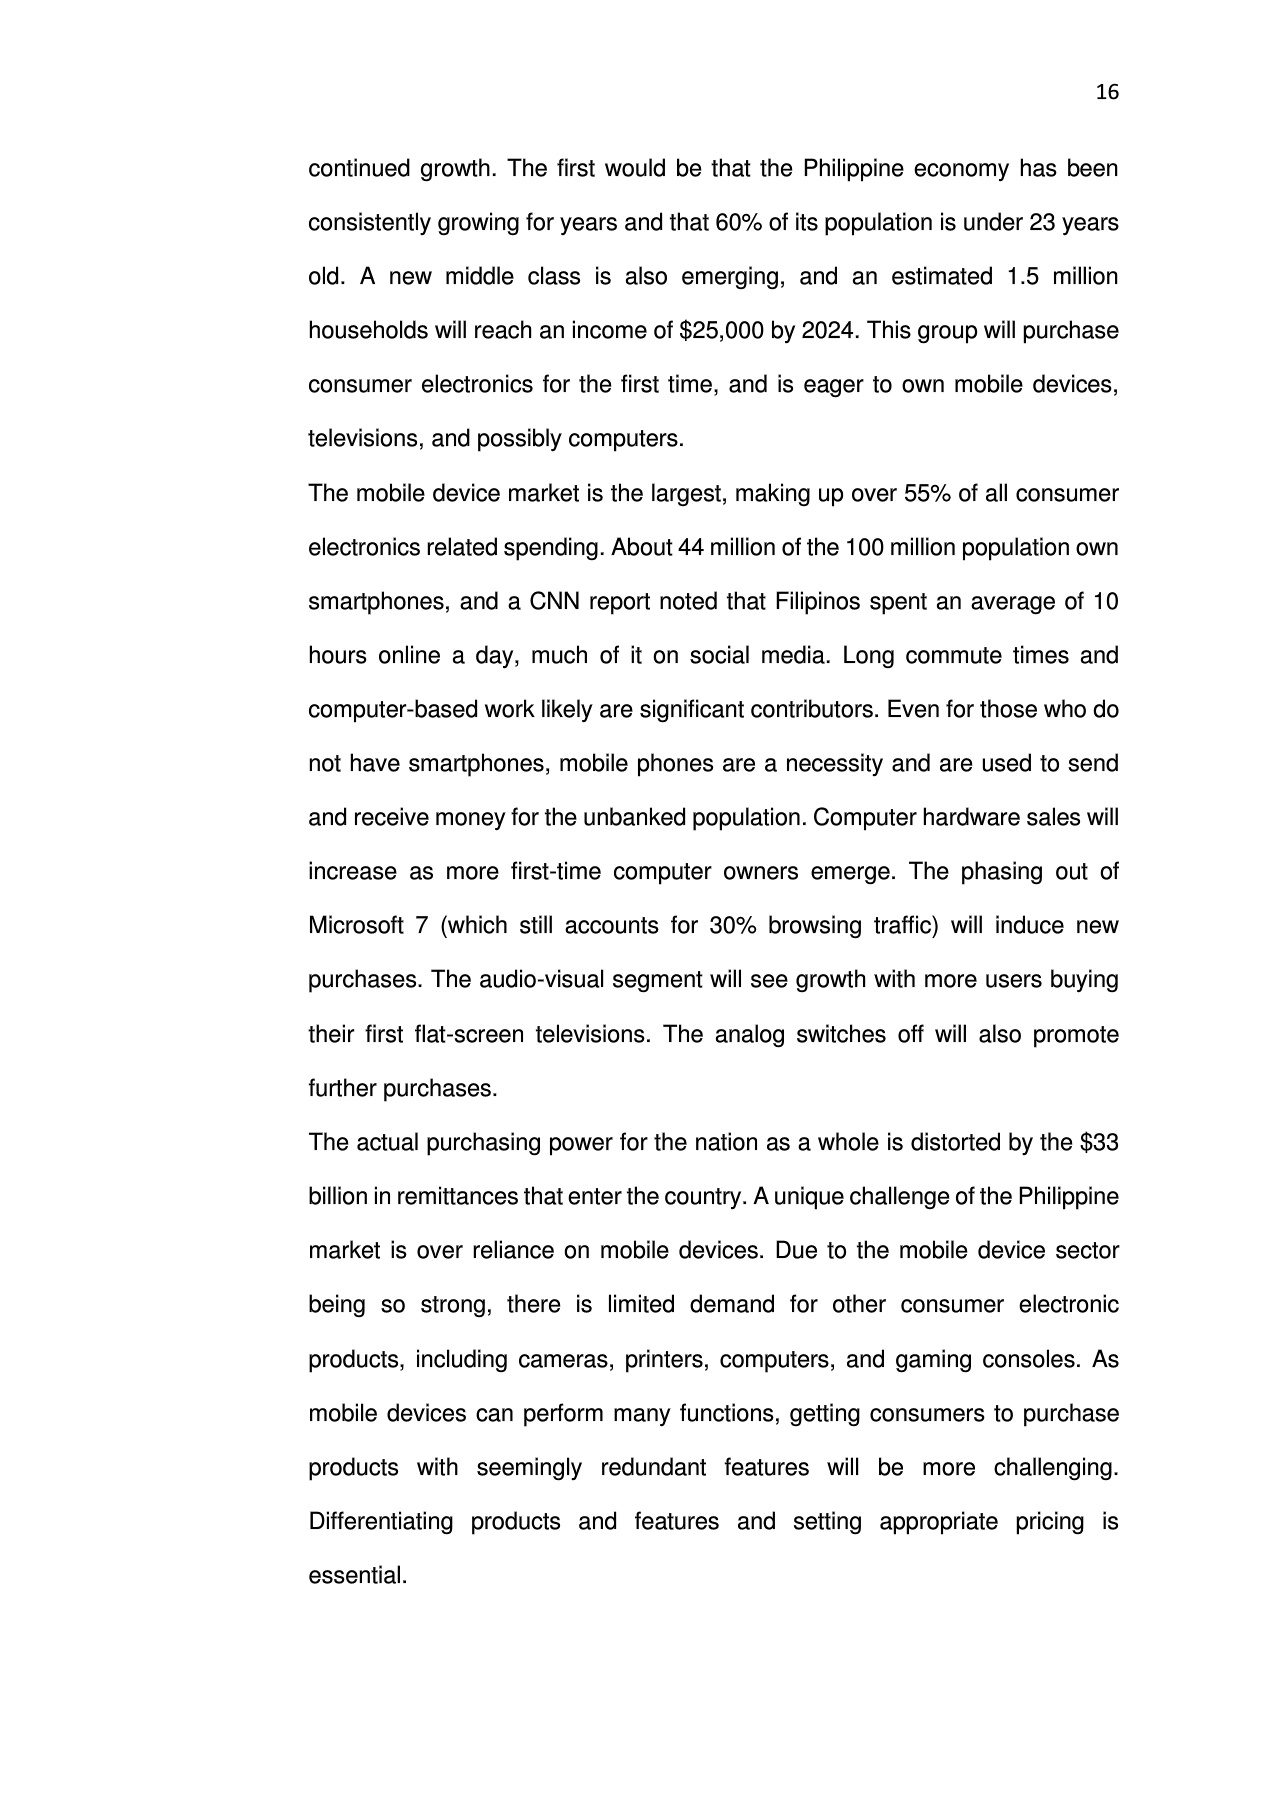 16
continued growth. The first would be that the Philippine economy has been
consistently growing for years and that 60% of its population is under 23 years
old. A new middle class is also emerging, and an estimated 1.5 million
households will reach an income of $25,000 by 2024. This group will purchase
consumer electronics for the first time, and is eager to own mobile devices,
televisions, and possibly computers.
The mobile device market is the largest, making up over 55% of all consumer
electronics related spending. About 44 million of the 100 million population own
smartphones, and a CNN report noted that Filipinos spent an average of 10
hours online a day, much of it on social media. Long commute times and
computer-based work likely are significant contributors. Even for those who do
not have smartphones, mobile phones are a necessity and are used to send
and receive money for the unbanked population. Computer hardware sales will
increase as more first-time computer owners emerge. The phasing out of
Microsoft 7 (which still accounts for 30% browsing traffic) will induce new
purchases. The audio-visual segment will see growth with more users buying
their first flat-screen televisions. The analog switches off will also promote
further purchases.
The actual purchasing power for the nation as a whole is distorted by the $33
billion in remittances that enter the country. A unique challenge of the Philippine
market is over reliance on mobile devices. Due to the mobile device sector
being so strong, there is limited demand for other consumer electronic
products, including cameras, printers, computers, and gaming consoles. As
mobile devices can perform many functions, getting consumers to purchase
products with seemingly redundant features will be more challenging.
Differentiating products and features and setting appropriate pricing is
essential.